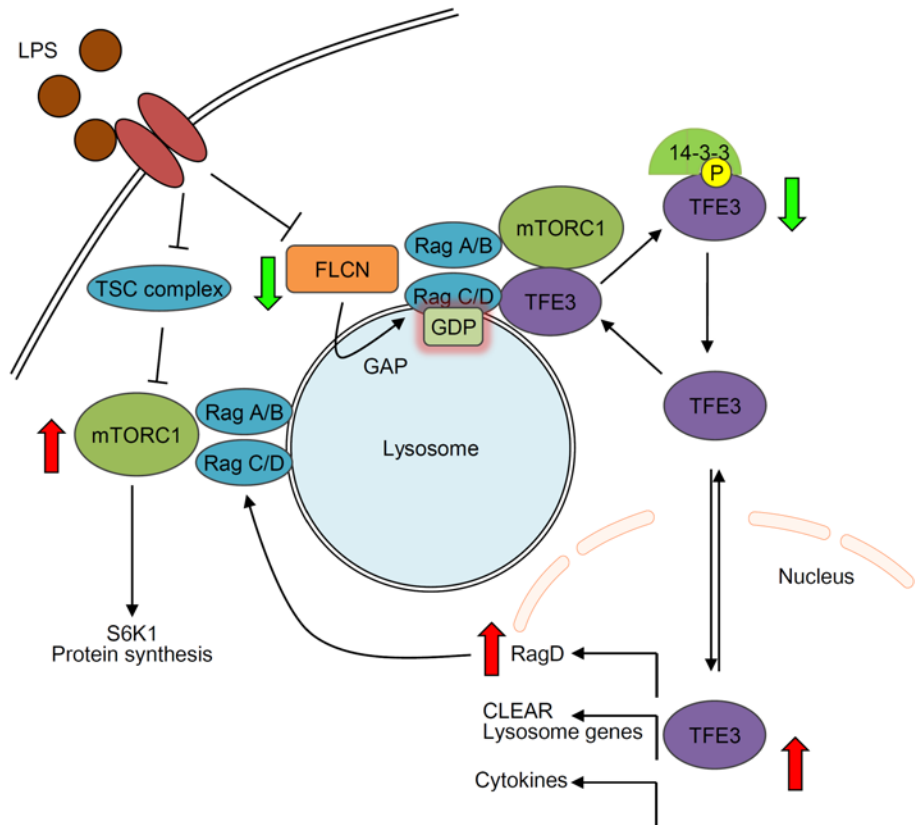 LPS
14-3-3
P
TFE3
mTORC1
Rag A/B
FLCN
TSC complex
Rag C/D
TFE3
GDP
GAP
TFE3
Rag A/B
mTORC1
Lysosome
Rag C/D
Nucleus
S6K1
Protein synthesis
RagD
CLEAR
Lysosome genes
TFE3
Cytokines